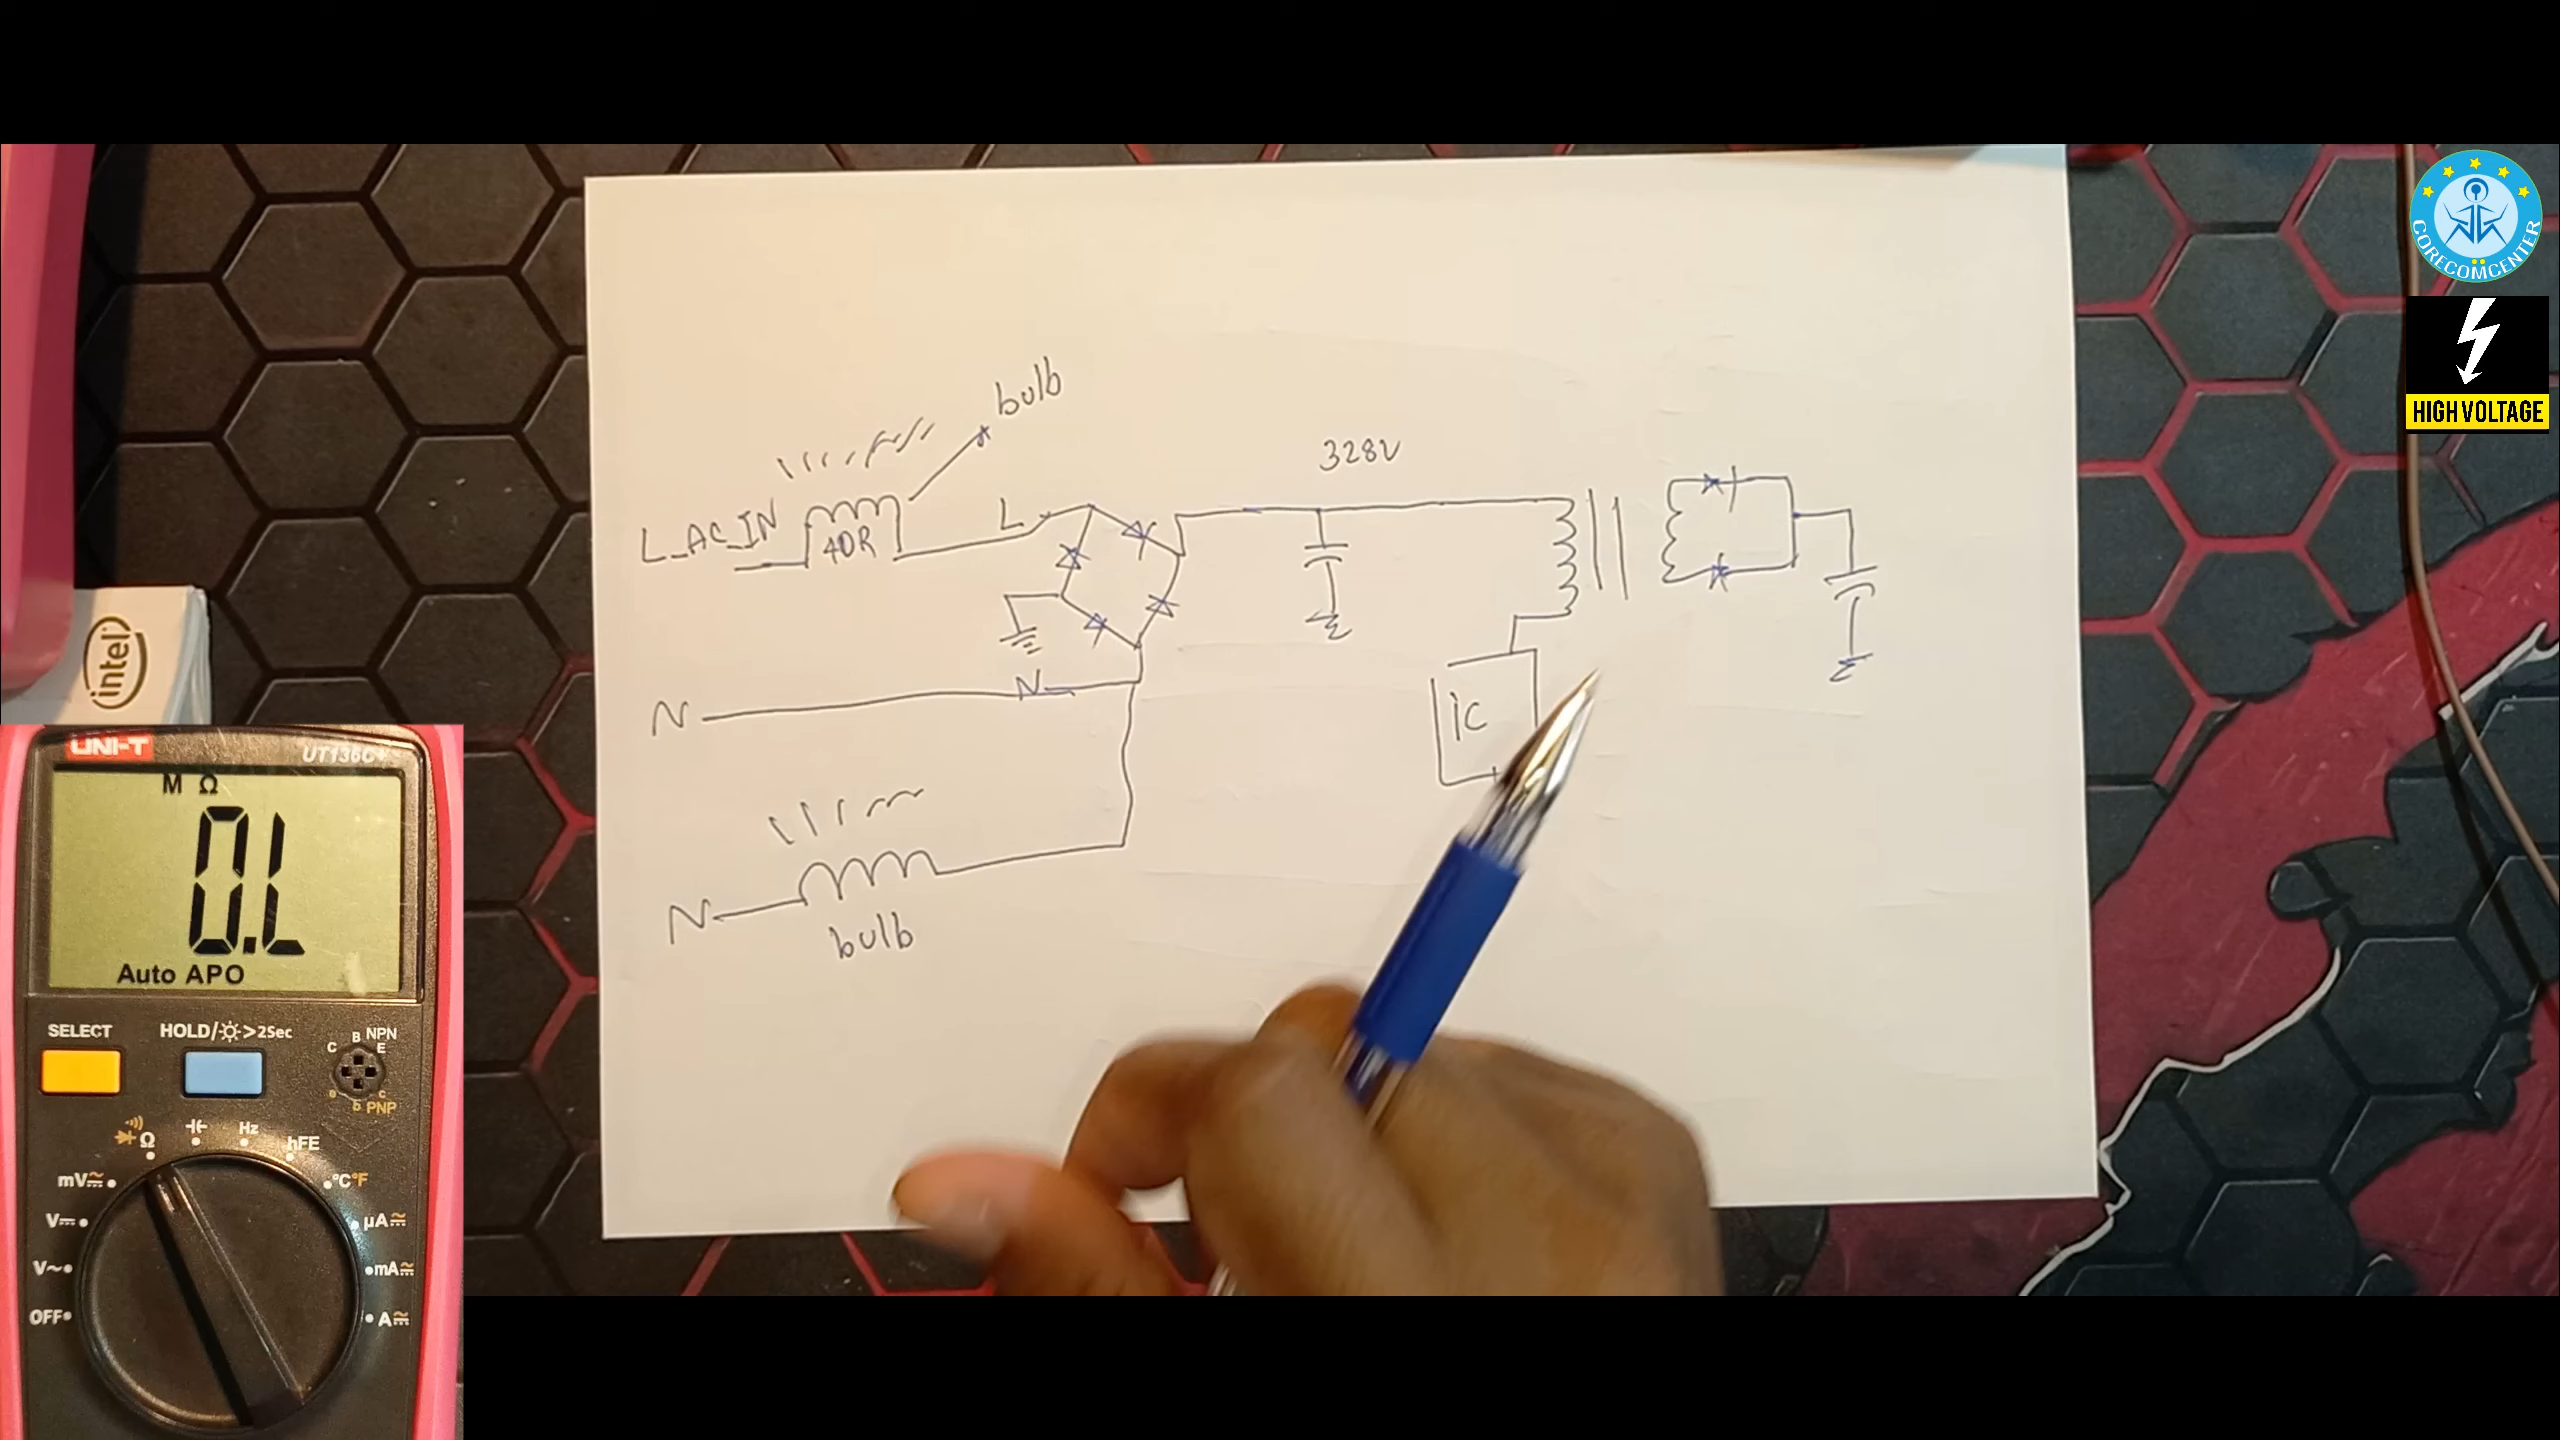 bulb
328V
L_AC_IN
40R
L
N
N
iC
N
bulb
intel
UNI-T
UT136C+
M Ω
0.L
Auto APO
SELECT
HOLD/ >2Sec
B NPN
C E
e c
b PNP
Ω
Hz
hFE
mV
°C°F
V
µA
V~
mA
OFF
A
CORECOMCENTER
HIGH VOLTAGE